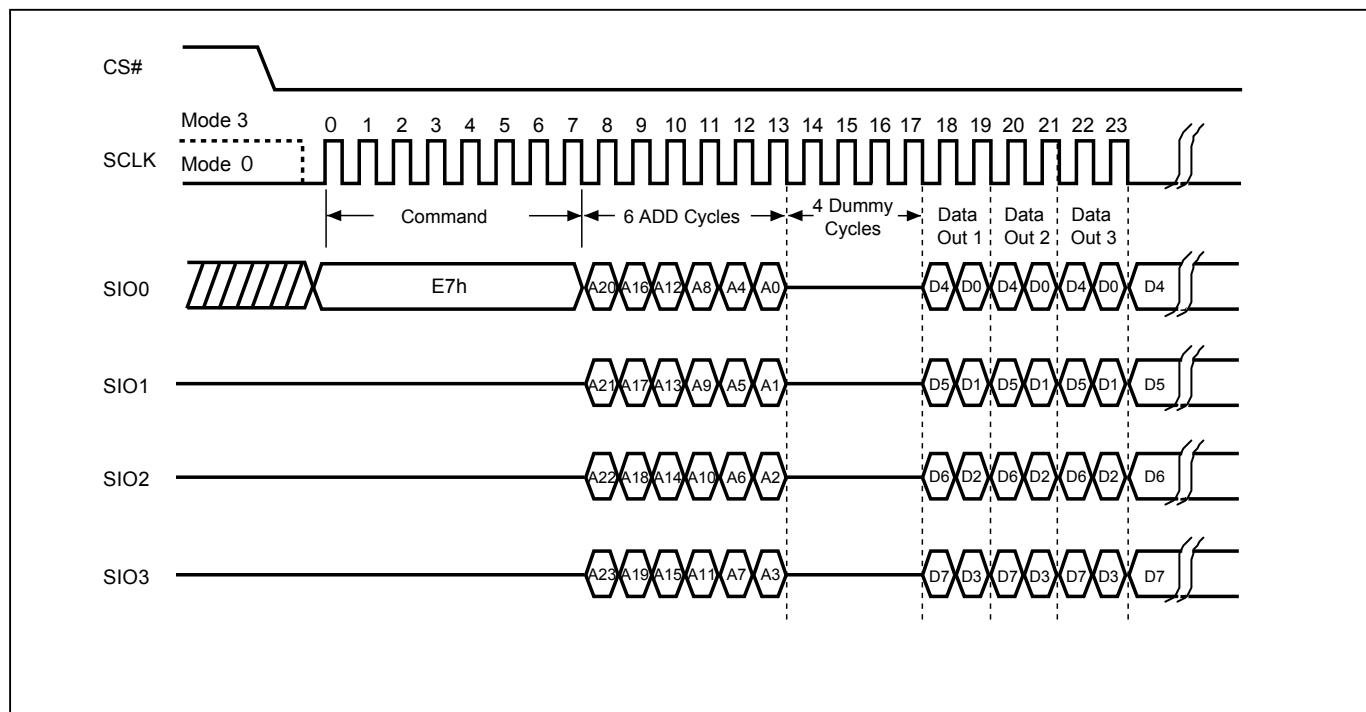 CS#
Mode 3
SCLK
Mode 0
0 1 2 3 4 5 6 7 8 9 10 11 12 13 14 15 16 17 18 19 20 21 22 23
Command
6 ADD Cycles
4 Dummy
Cycles
Data
Out 1
Data
Out 2
Data
Out 3
SIO0
E7h
A20 A16 A12 A8 A4 A0
D4 D0 D4 D0 D4 D0 D4
SIO1
A21 A17 A13 A9 A5 A1
D5 D1 D5 D1 D5 D1 D5
SIO2
A22 A18 A14 A10 A6 A2
D6 D2 D6 D2 D6 D2 D6
SIO3
A23 A19 A15 A11 A7 A3
D7 D3 D7 D3 D7 D3 D7